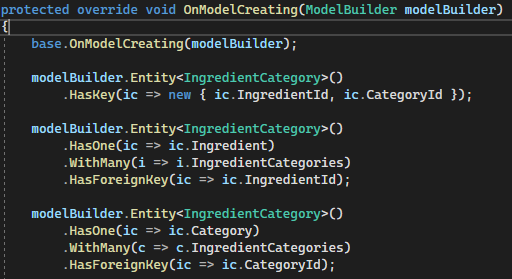 protected override void OnModelCreating(ModelBuilder modelBuilder)
{
    base.OnModelCreating(modelBuilder);

    modelBuilder.Entity<IngredientCategory>()
        .HasKey(ic => new { ic.IngredientId, ic.CategoryId });

    modelBuilder.Entity<IngredientCategory>()
        .HasOne(ic => ic.Ingredient)
        .WithMany(i => i.IngredientCategories)
        .HasForeignKey(ic => ic.IngredientId);

    modelBuilder.Entity<IngredientCategory>()
        .HasOne(ic => ic.Category)
        .WithMany(c => c.IngredientCategories)
        .HasForeignKey(ic => ic.CategoryId);